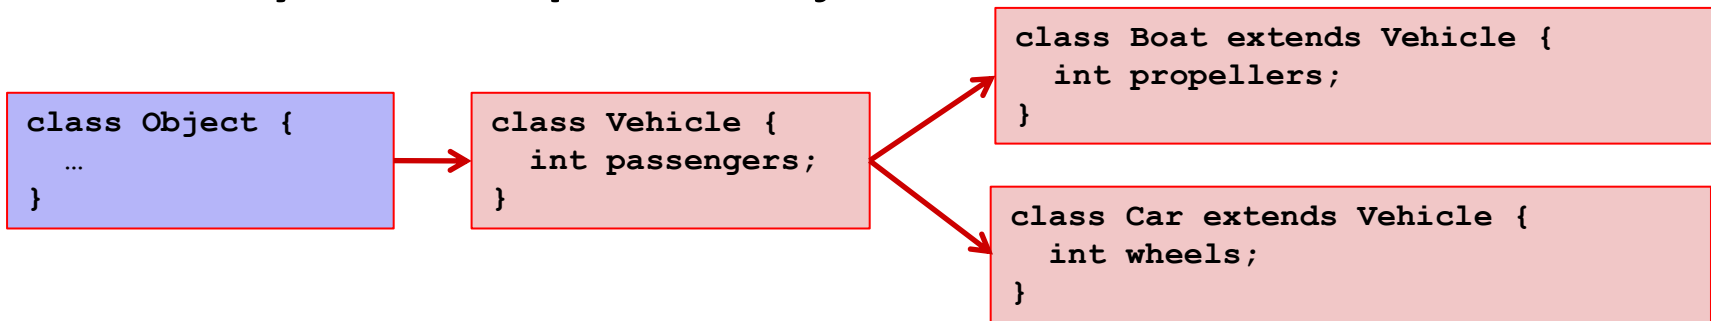 class Object {
…
}
class Vehicle {
int passengers;
}
class Boat extends Vehicle {
int propellers;
}
class Car extends Vehicle {
int wheels;
}